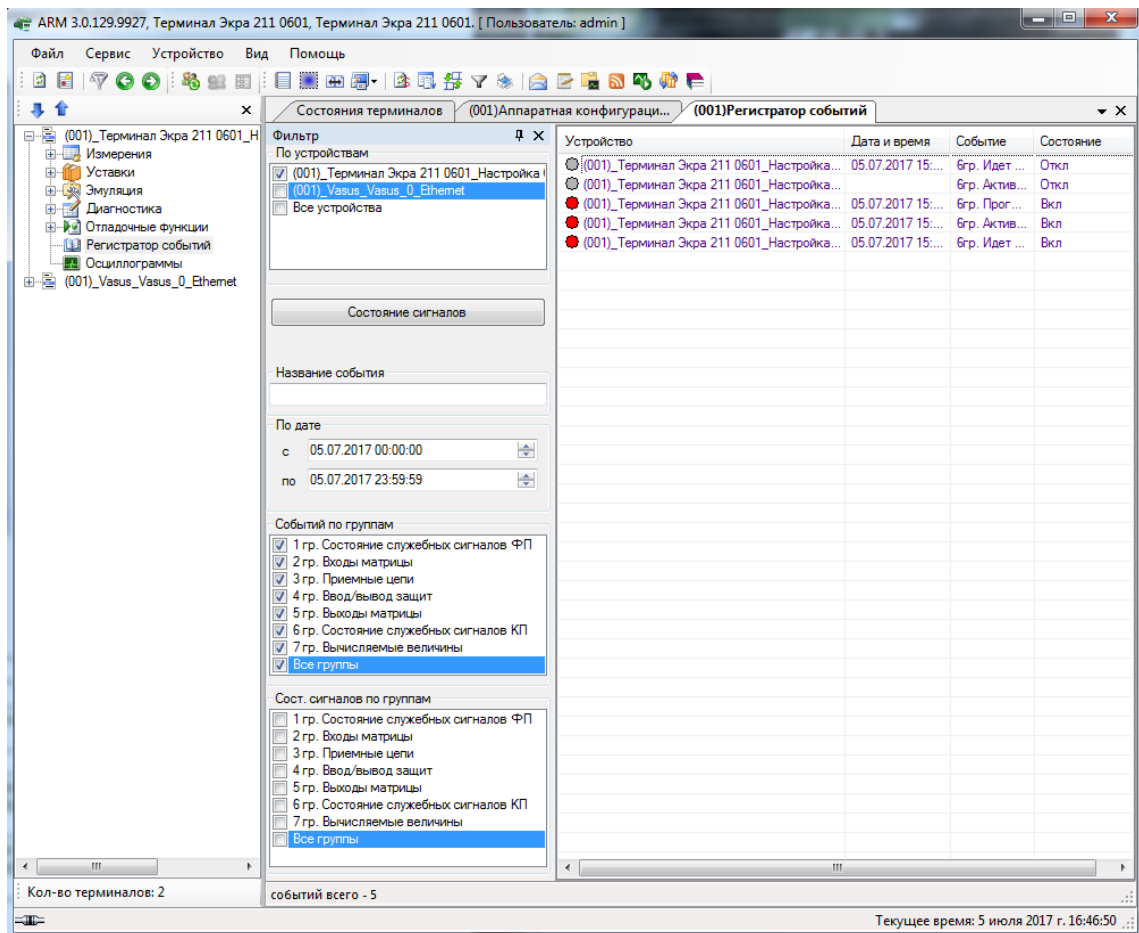 ARM 3.0.129.9927, Терминал Экра 211 0601, Терминал Экра 211 0601. [ Пользователь: admin ]
Файл Сервис Устройство Вид Помощь
Состояния терминалов (001)Аппаратная конфигураци... (001)Регистратор событий
(001)_Терминал Экра 211 0601_Н
Измерения
Уставки
Эмуляция
Диагностика
Отладочные функции
Регистратор событий
Осциллограммы
(001)_Vasus_Vasus_0_Ethernet
Кол-во терминалов: 2
Фильтр
По устройствам
(001)_Терминал Экра 211 0601_Настройка (
(001)_Vasus_Vasus_0_Ethernet
Все устройства
Состояние сигналов
Название события
По дате
с 05.07.2017 00:00:00
по 05.07.2017 23:59:59
Событий по группам
1 гр. Состояние служебных сигналов ФП
2 гр. Входы матрицы
3 гр. Приемные цепи
4 гр. Ввод/вывод защит
5 гр. Выходы матрицы
6 гр. Состояние служебных сигналов КП
7 гр. Вычисляемые величины
Все группы
Сост. сигналов по группам
1 гр. Состояние служебных сигналов ФП
2 гр. Входы матрицы
3 гр. Приемные цепи
4 гр. Ввод/вывод защит
5 гр. Выходы матрицы
6 гр. Состояние служебных сигналов КП
7 гр. Вычисляемые величины
Все группы
событий всего - 5
Устройство Дата и время Событие Состояние
(001)_Терминал Экра 211 0601_Настройка... 05.07.2017 15:... 6гр. Идет ... Откл
(001)_Терминал Экра 211 0601_Настройка... 6гр. Актив... Откл
(001)_Терминал Экра 211 0601_Настройка... 05.07.2017 15:... 6гр. Прог... Вкл
(001)_Терминал Экра 211 0601_Настройка... 05.07.2017 15:... 6гр. Актив... Вкл
(001)_Терминал Экра 211 0601_Настройка... 05.07.2017 15:... 6гр. Идет ... Вкл
Текущее время: 5 июля 2017 г. 16:46:50